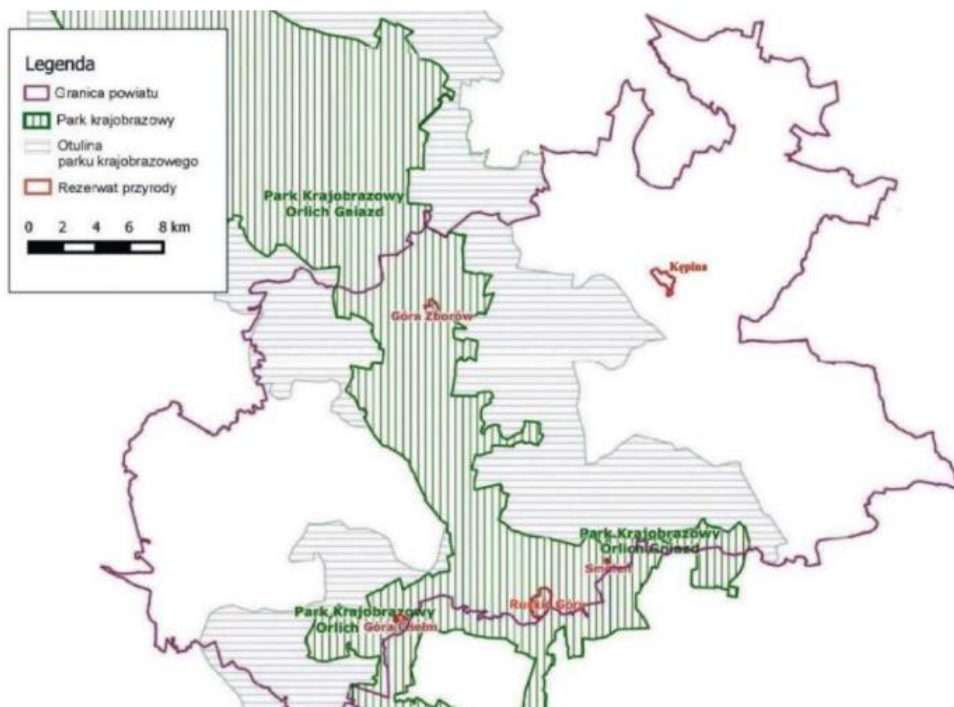 Legenda
Granica powiatu
Park krajobrazowy
Otulina
parku krajobrazowego
Rezerwat przyrody
0 2 4 6 8 km
Park Krajobrazowy
Orlich Gniazd
Kępina
Góra Zborów
Park Krajobrazowy
Orlich Gniazd
Smoleń
Ruskie Góry
Park Krajobrazowy
Orlich
Góra Chełm